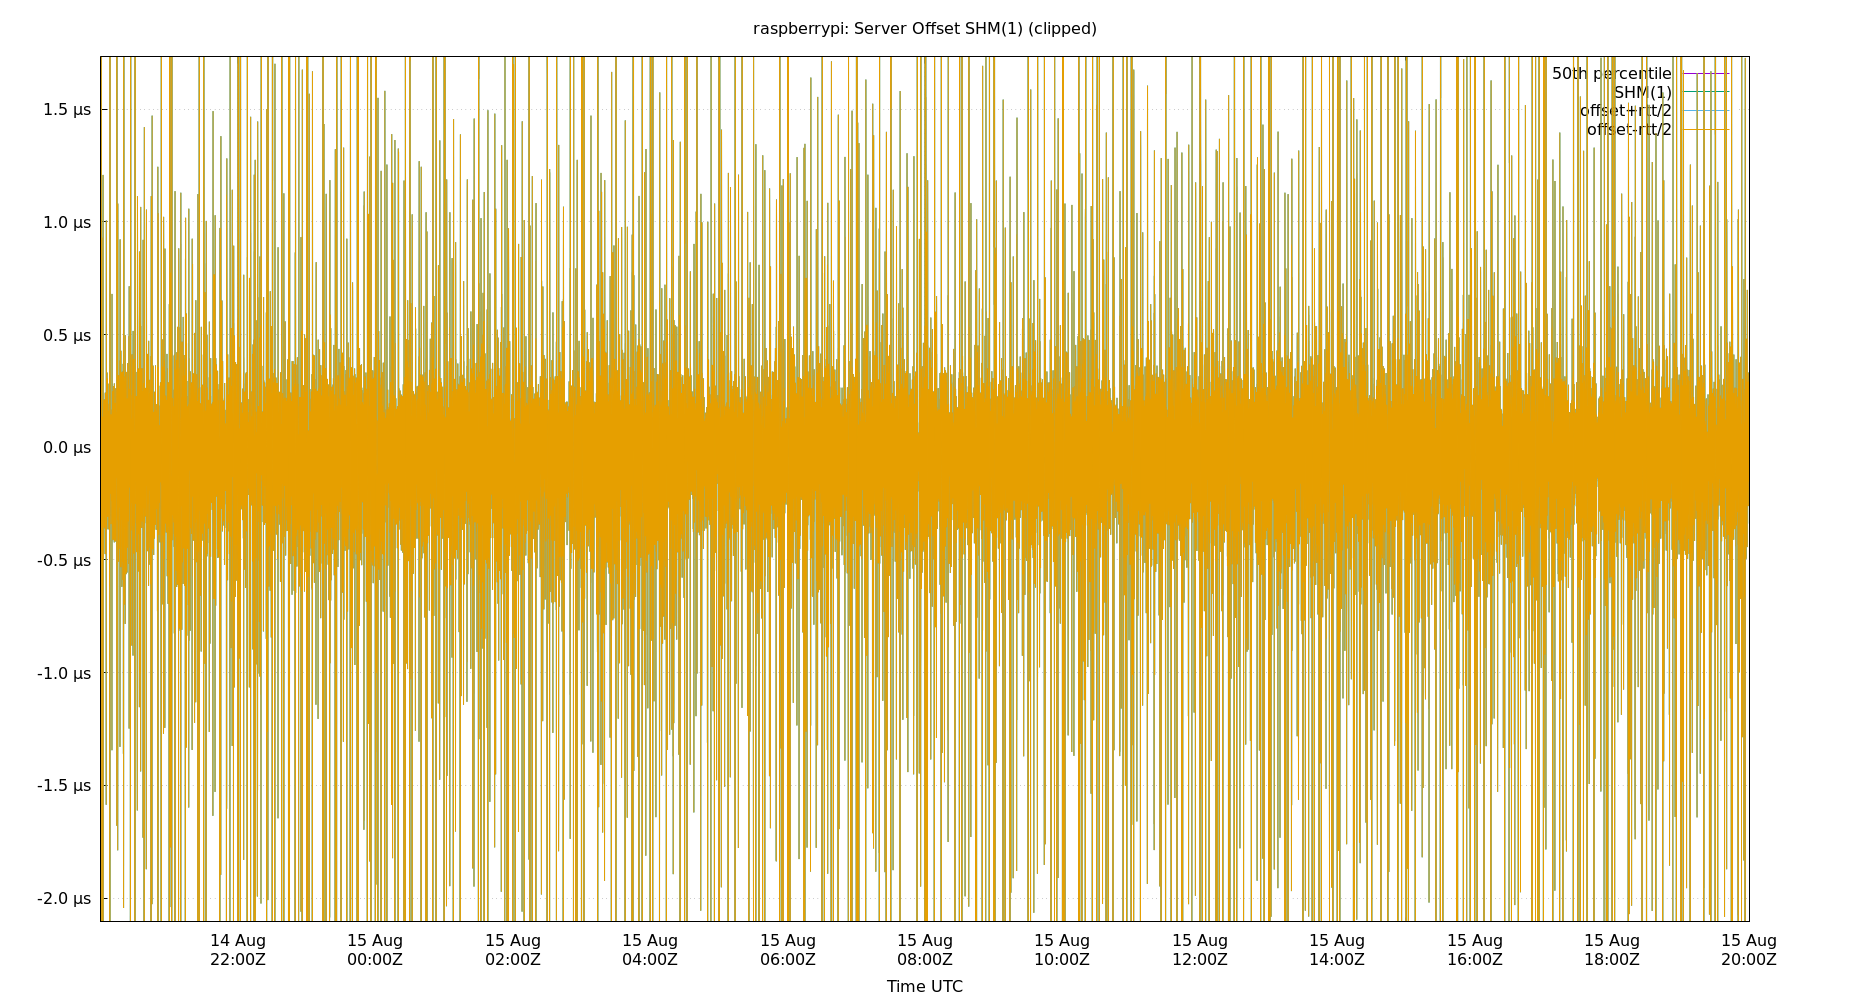 raspberrypi: Server Offset SHM(1) (clipped)
50th percentile
SHM(1)
offset+rtt/2
offset-rtt/2
1.5 µs
1.0 µs
0.5 µs
0.0 µs
-0.5 µs
-1.0 µs
-1.5 µs
-2.0 µs
14 Aug 15 Aug 15 Aug 15 Aug 15 Aug 15 Aug 15 Aug 15 Aug 15 Aug 15 Aug 15 Aug 15 Aug
22:00Z 00:00Z 02:00Z 04:00Z 06:00Z 08:00Z 10:00Z 12:00Z 14:00Z 16:00Z 18:00Z 20:00Z
Time UTC